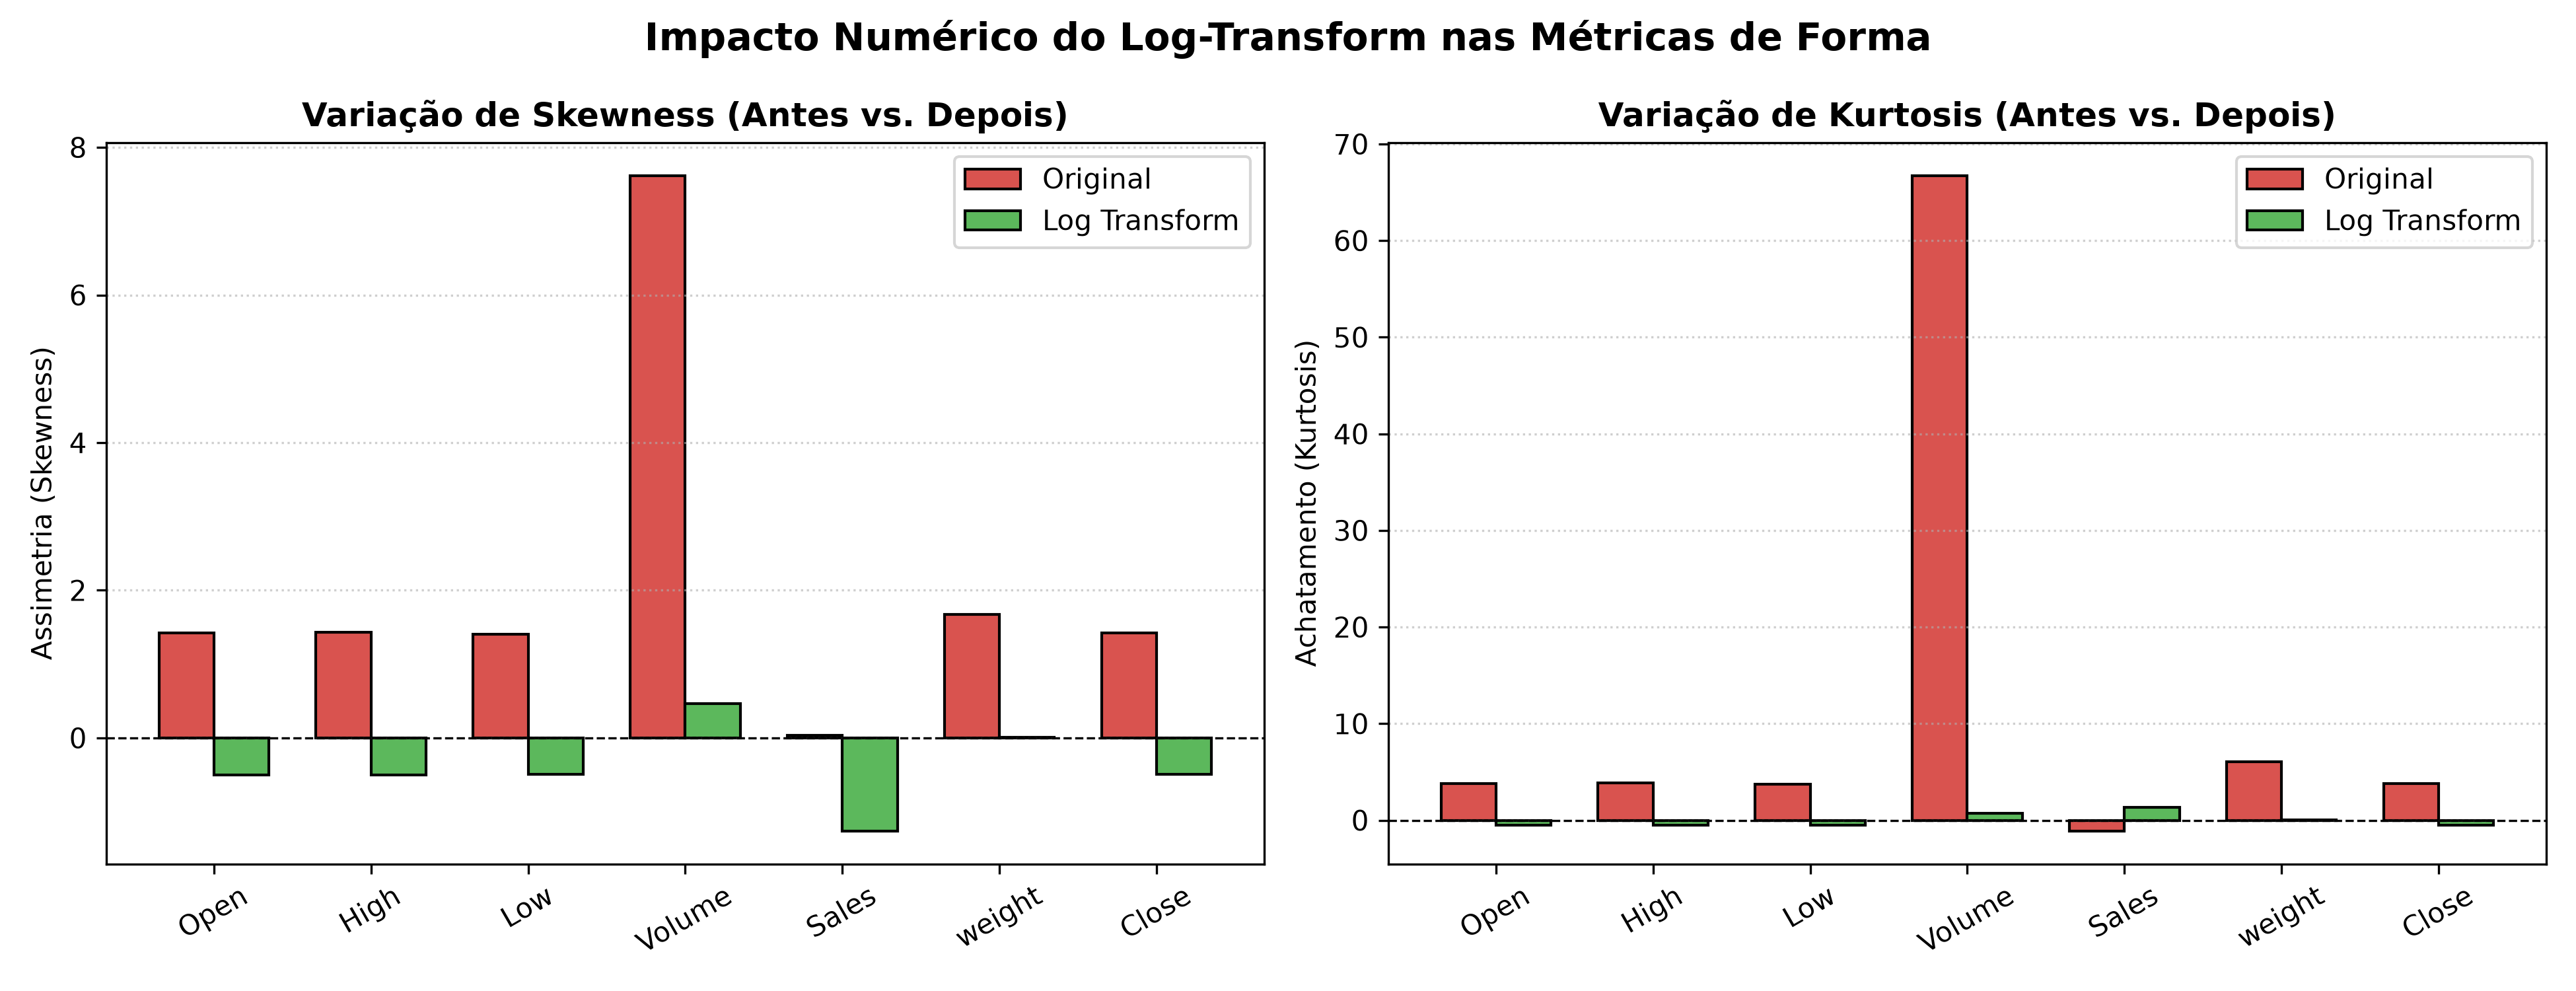 Impacto Numérico do Log-Transform nas Métricas de Forma
Variação de Skewness (Antes vs. Depois)
Assimetria (Skewness)
8
6
4
2
0
Original
Log Transform
Open
High
Low
Volume
Sales
weight
Close
Variação de Kurtosis (Antes vs. Depois)
Achatamento (Kurtosis)
70
60
50
40
30
20
10
0
Original
Log Transform
Open
High
Low
Volume
Sales
weight
Close